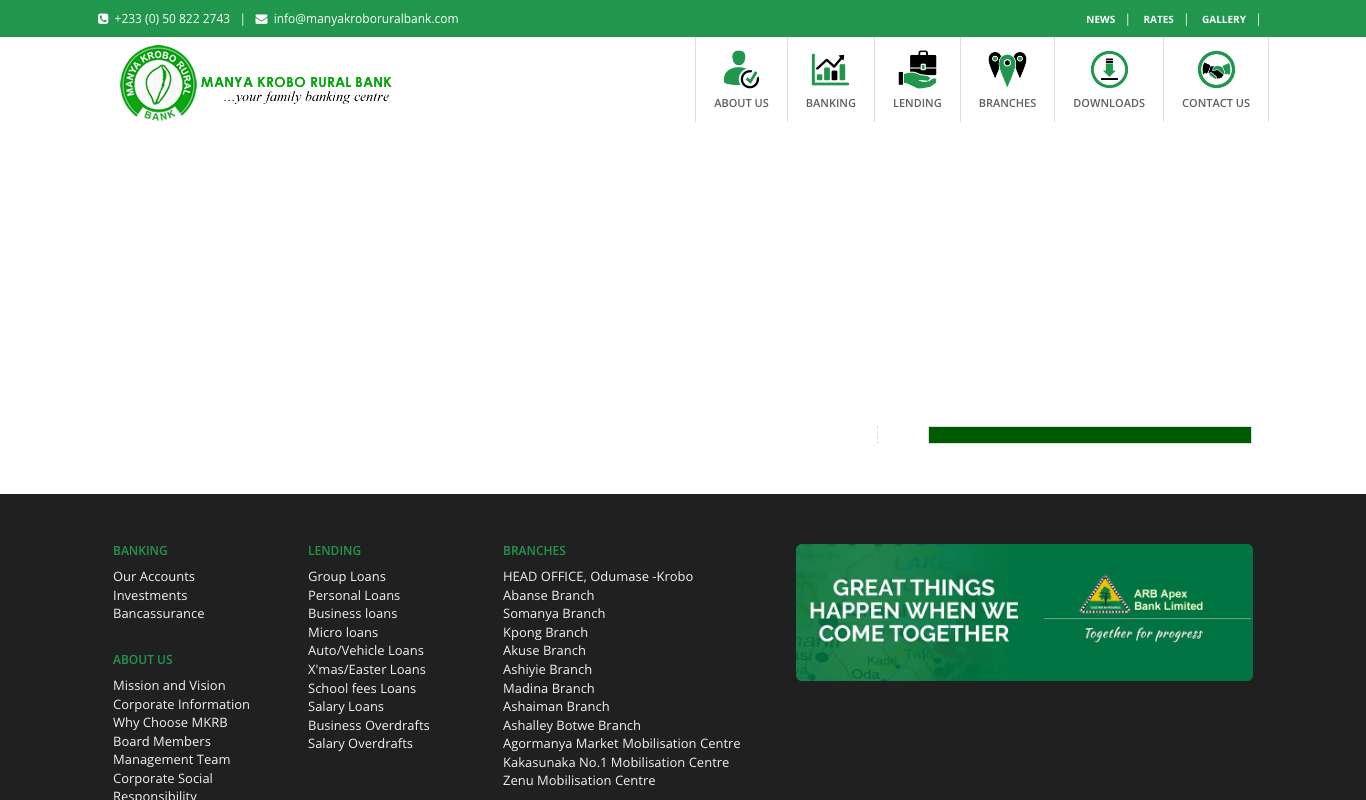 +233 (0) 50 822 2743 | info@manyakroboruralbank.com
NEWS | RATES | GALLERY |
MANYA KROBO RURAL
BANK
MANYA KROBO RURAL BANK
...your family banking centre
ABOUT US
BANKING
LENDING
BRANCHES
DOWNLOADS
CONTACT US
BANKING
Our Accounts
Investments
Bancassurance
ABOUT US
Mission and Vision
Corporate Information
Why Choose MKRB
Board Members
Management Team
Corporate Social
Responsibility
LENDING
Group Loans
Personal Loans
Business loans
Micro loans
Auto/Vehicle Loans
X'mas/Easter Loans
School fees Loans
Salary Loans
Business Overdrafts
Salary Overdrafts
BRANCHES
HEAD OFFICE, Odumase -Krobo
Abanse Branch
Somanya Branch
Kpong Branch
Akuse Branch
Ashiyie Branch
Madina Branch
Ashaiman Branch
Ashalley Botwe Branch
Agormanya Market Mobilisation Centre
Kakasunaka No.1 Mobilisation Centre
Zenu Mobilisation Centre
GREAT THINGS
HAPPEN WHEN WE
COME TOGETHER
ARB Apex
Bank Limited
Together for progress
LAKE
Oda